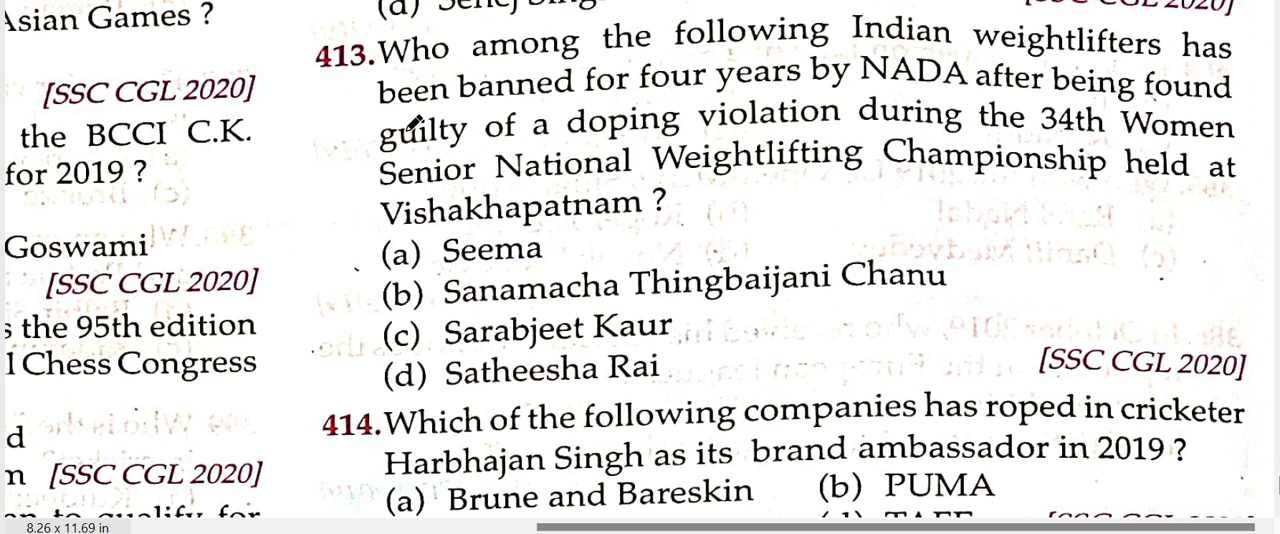 Asian Games ?
[SSC CGL 2020]
the BCCI C.K.
for 2019 ?
Goswami
[SSC CGL 2020]
the 95th edition
Chess Congress
d
[SSC CGL 2020]
to qualify for
(d)
413. Who among the following Indian weightlifters has
been banned for four years by NADA after being found
guilty of a doping violation during the 34th Women
Senior National Weightlifting Championship held at
Vishakhapatnam ?
(a) Seema
(b) Sanamacha Thingbaijani Chanu
(c) Sarabjeet Kaur
(d) Satheesha Rai
[SSC CGL 2020]
414. Which of the following companies has roped in cricketer
Harbhajan Singh as its brand ambassador in 2019 ?
(a) Brune and Bareskin (b) PUMA
8.26 x 11.69 in